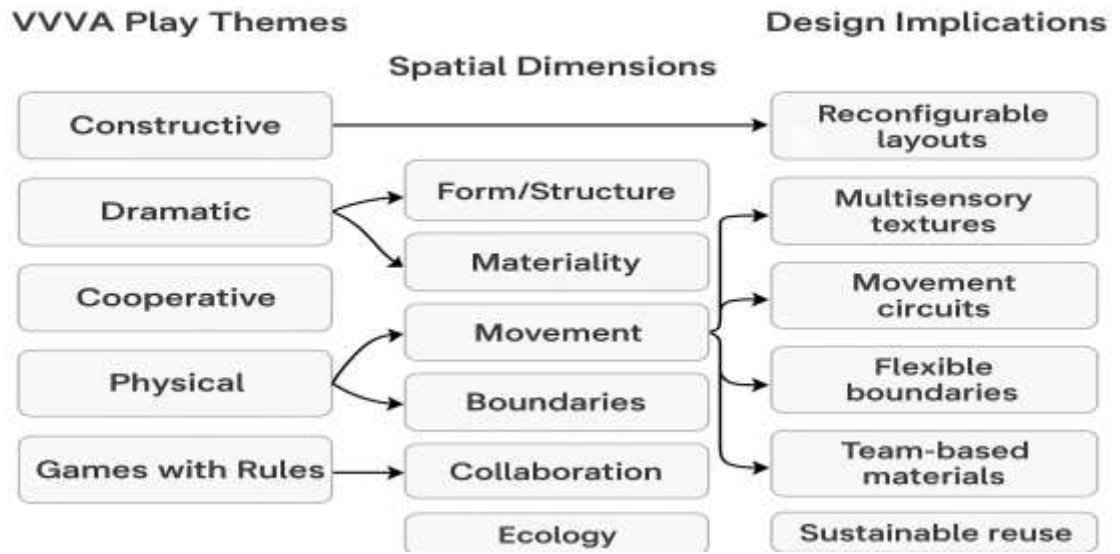 VVVA Play Themes
Design Implications
Spatial Dimensions
Constructive
Dramatic
Cooperative
Physical
Games with Rules
Form/Structure
Materiality
Movement
Boundaries
Collaboration
Ecology
Reconfigurable
layouts
Multisensory
textures
Movement
circuits
Flexible
boundaries
Team-based
materials
Sustainable reuse